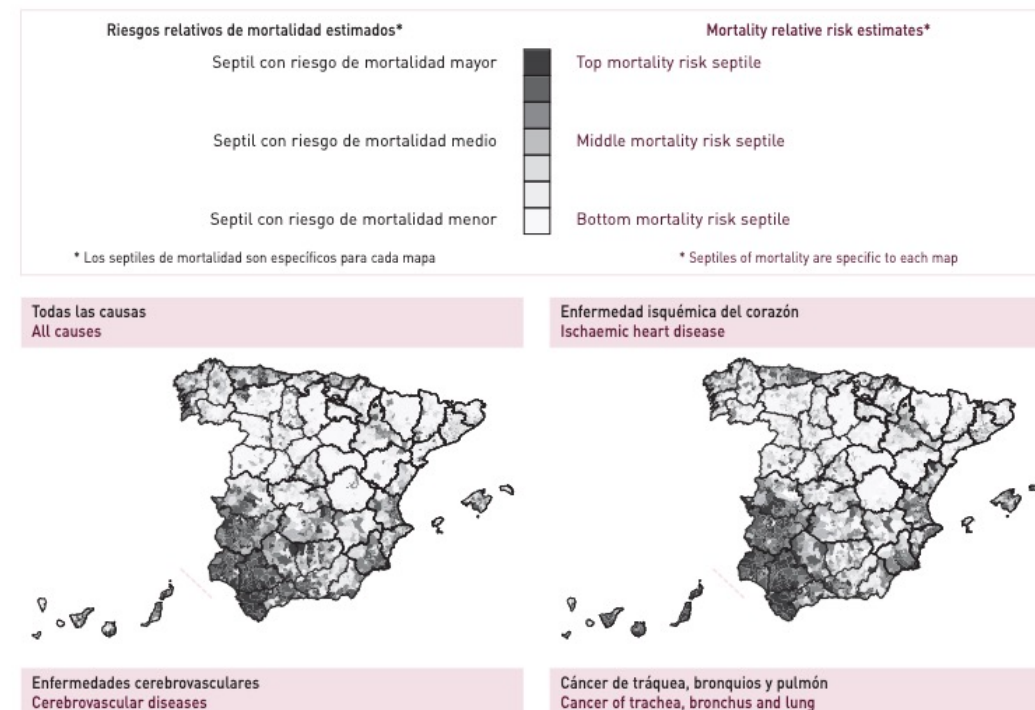 Riesgos relativos de mortalidad estimados*
Mortality relative risk estimates*
Septil con riesgo de mortalidad mayor
Top mortality risk septile
Septil con riesgo de mortalidad medio
Middle mortality risk septile
Septil con riesgo de mortalidad menor
Bottom mortality risk septile
* Los septiles de mortalidad son específicos para cada mapa
* Septiles of mortality are specific to each map
Todas las causas
All causes
Enfermedad isquémica del corazón
Ischaemic heart disease
Enfermedades cerebrovasculares
Cerebrovascular diseases
Cáncer de tráquea, bronquios y pulmón
Cancer of trachea, bronchus and lung